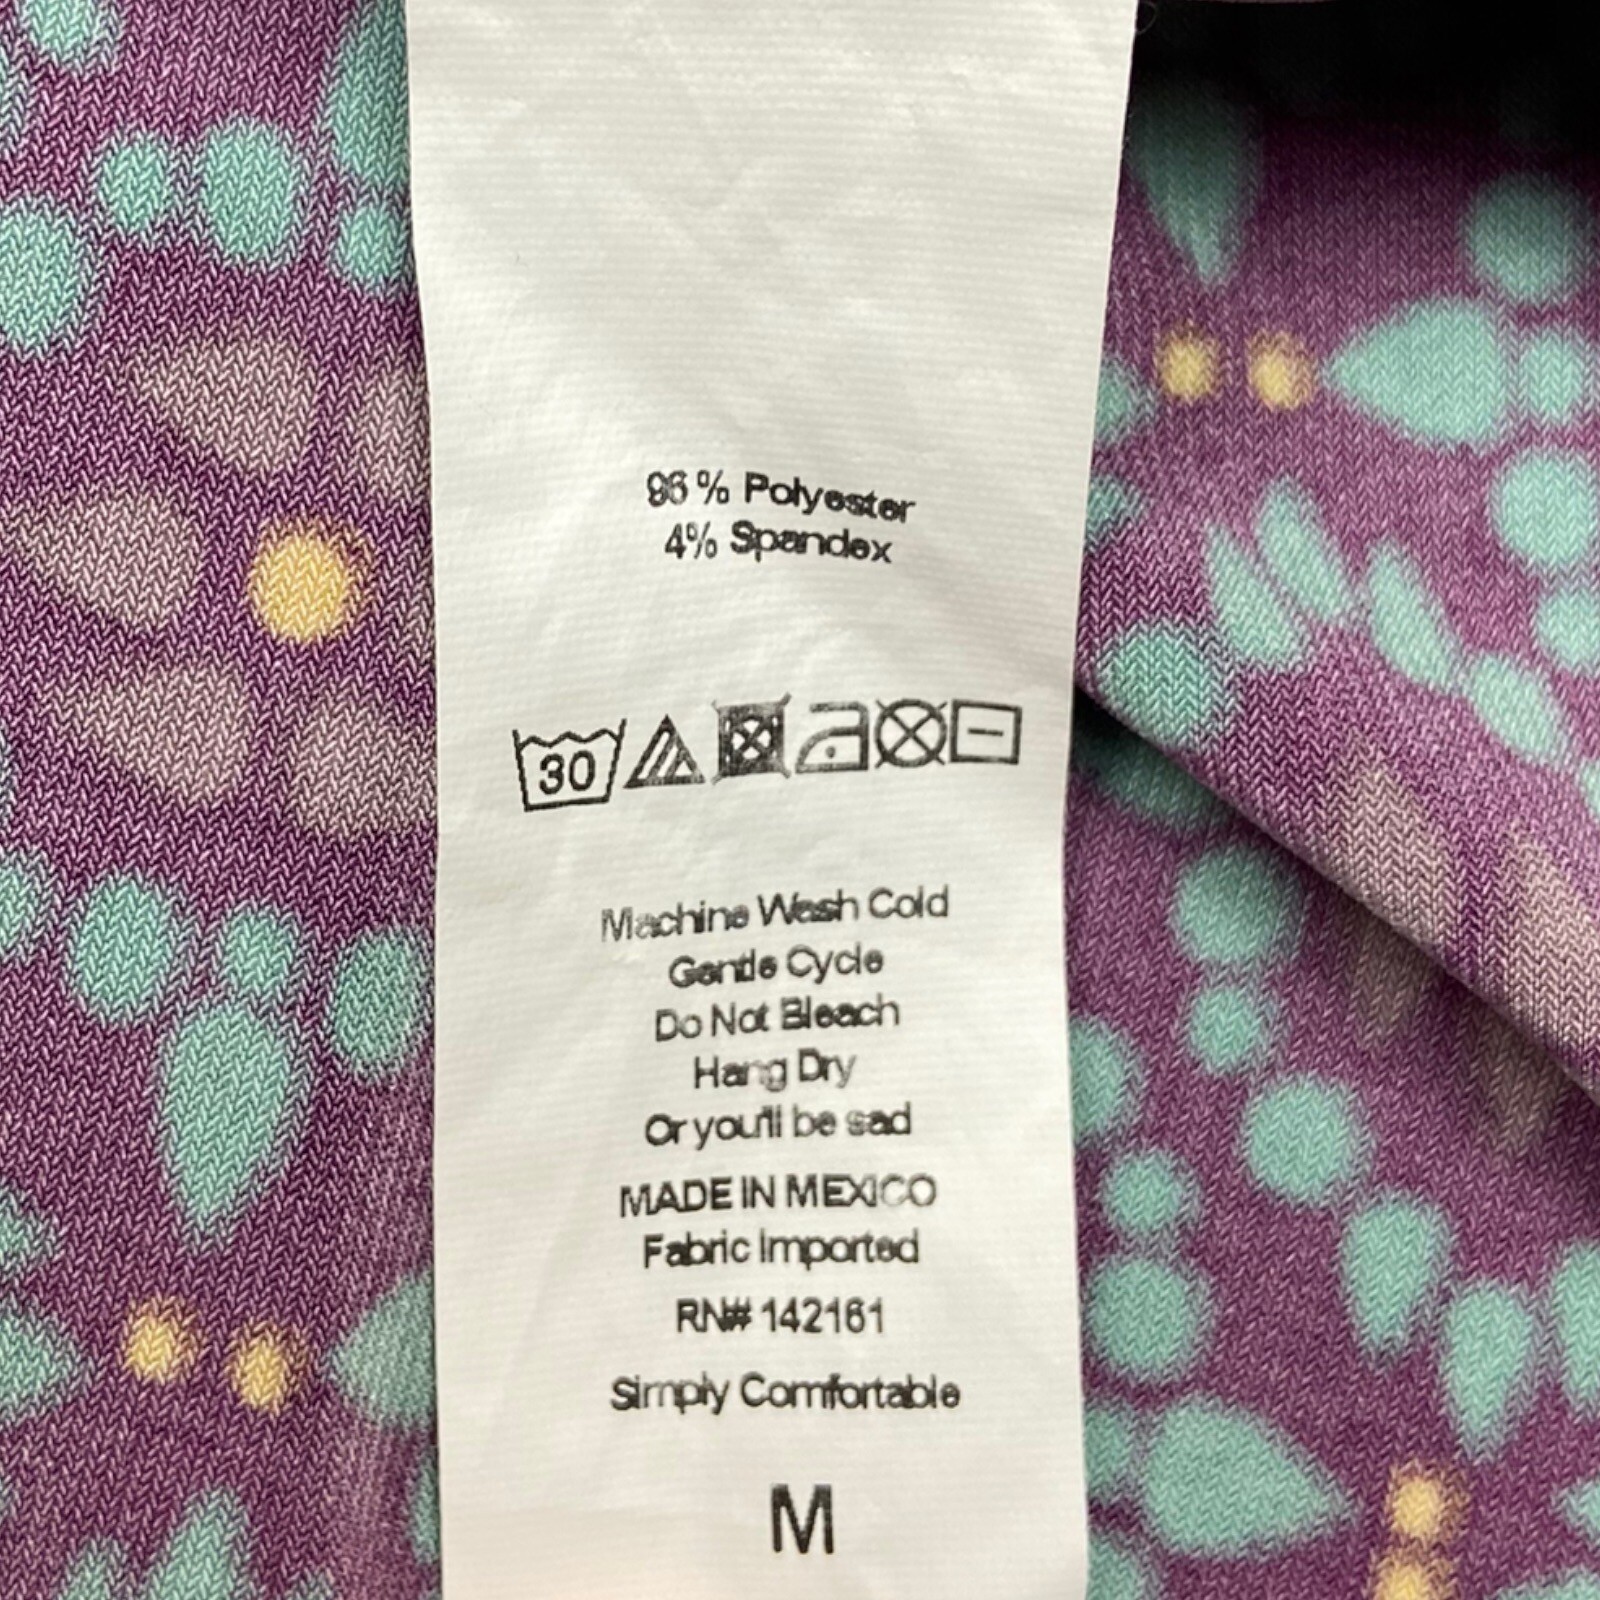 96% Polyester
4% Spandex
30
Machine Wash Cold
Gentle Cycle
Do Not Bleach
Hang Dry
Or you'll be sad
MADE IN MEXICO
Fabric Imported
RN# 142161
Simply Comfortable
M